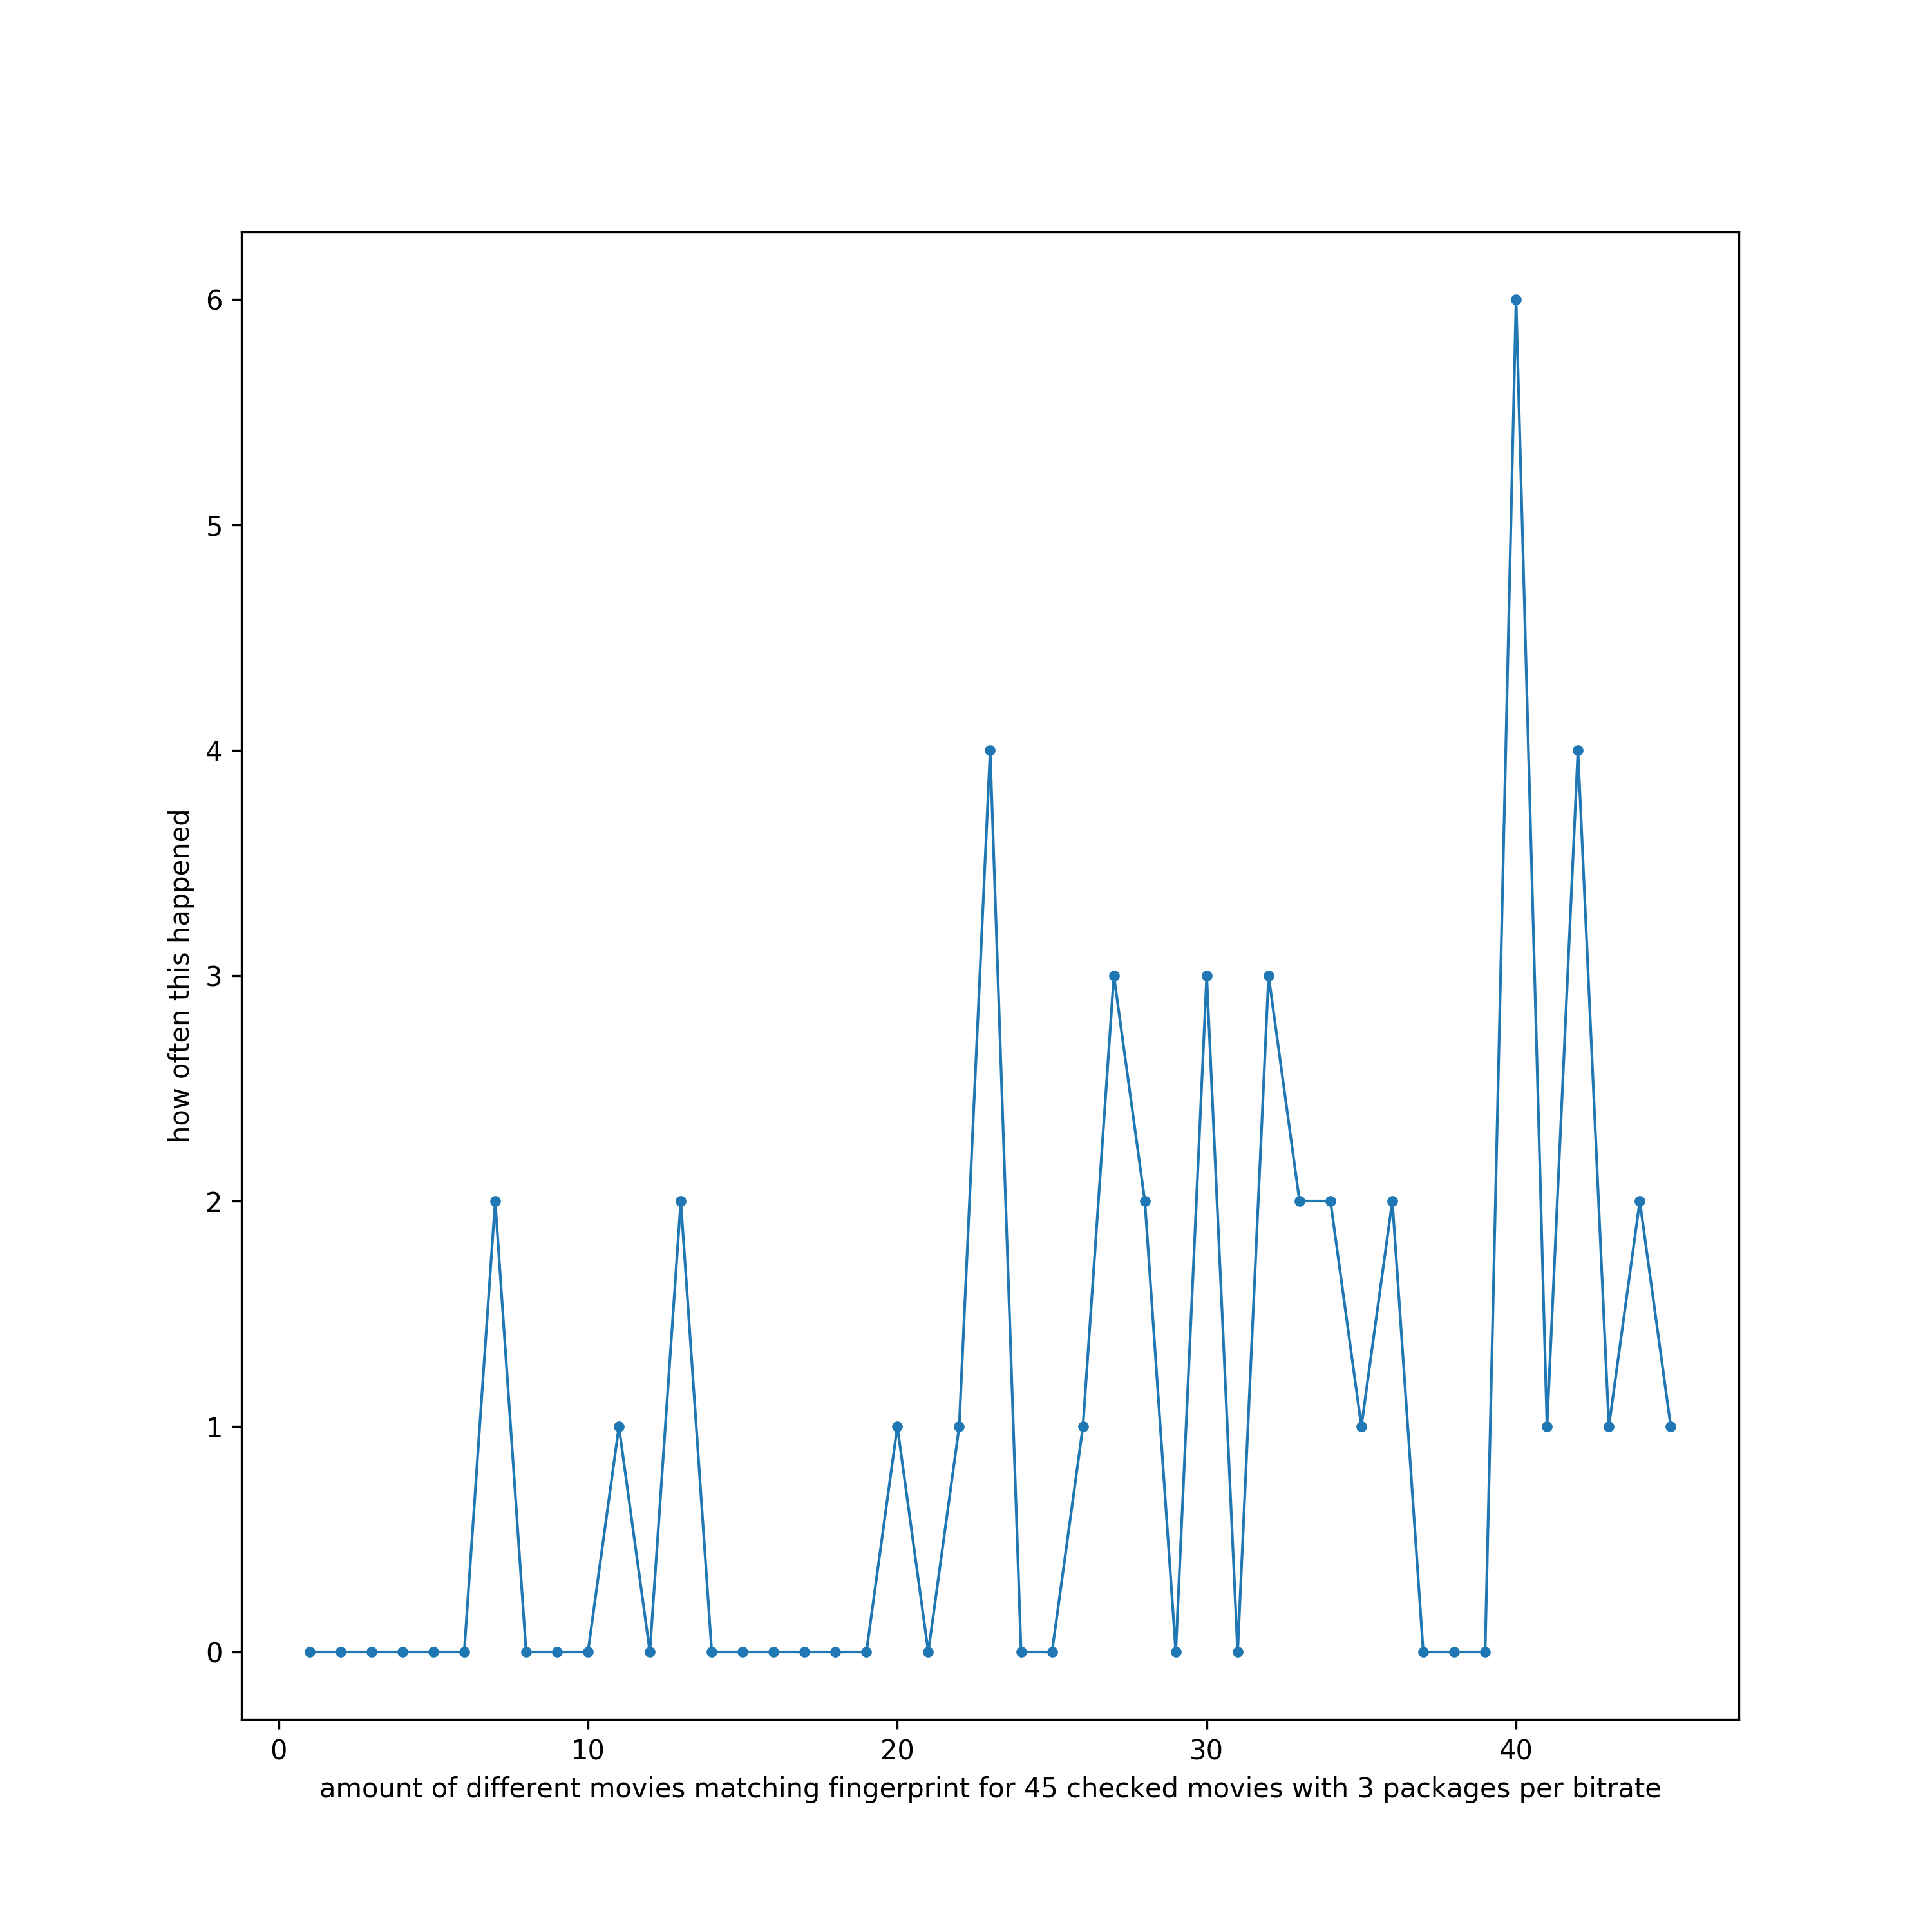 6
5
4
3
2
1
0
how often this happened
0 10 20 30 40
amount of different movies matching fingerprint for 45 checked movies with 3 packages per bitrate